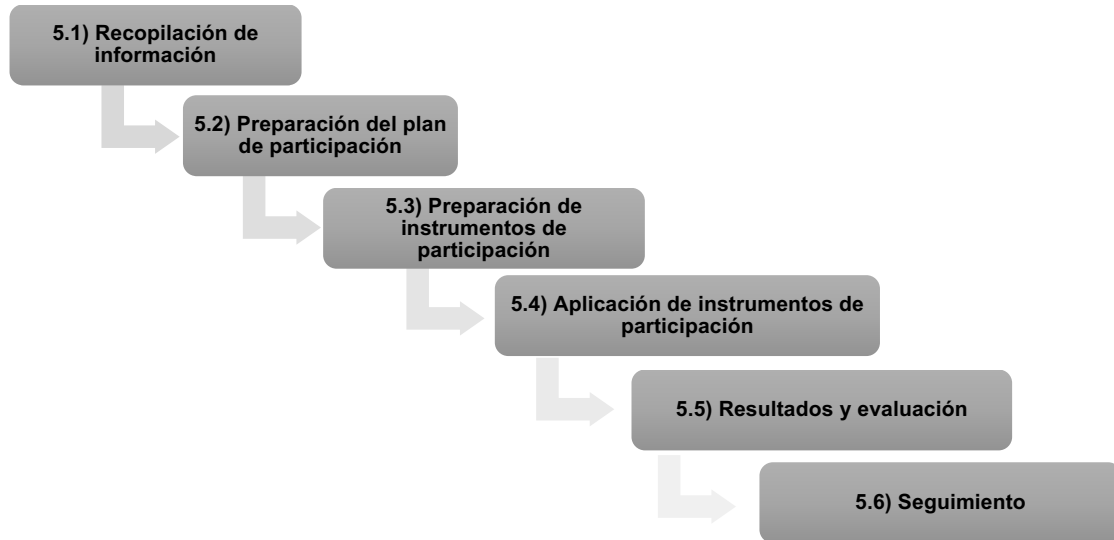 5.1) Recopilación de
información
5.2) Preparación del plan
de participación
5.3) Preparación de
instrumentos de
participación
5.4) Aplicación de instrumentos de
participación
5.5) Resultados y evaluación
5.6) Seguimiento